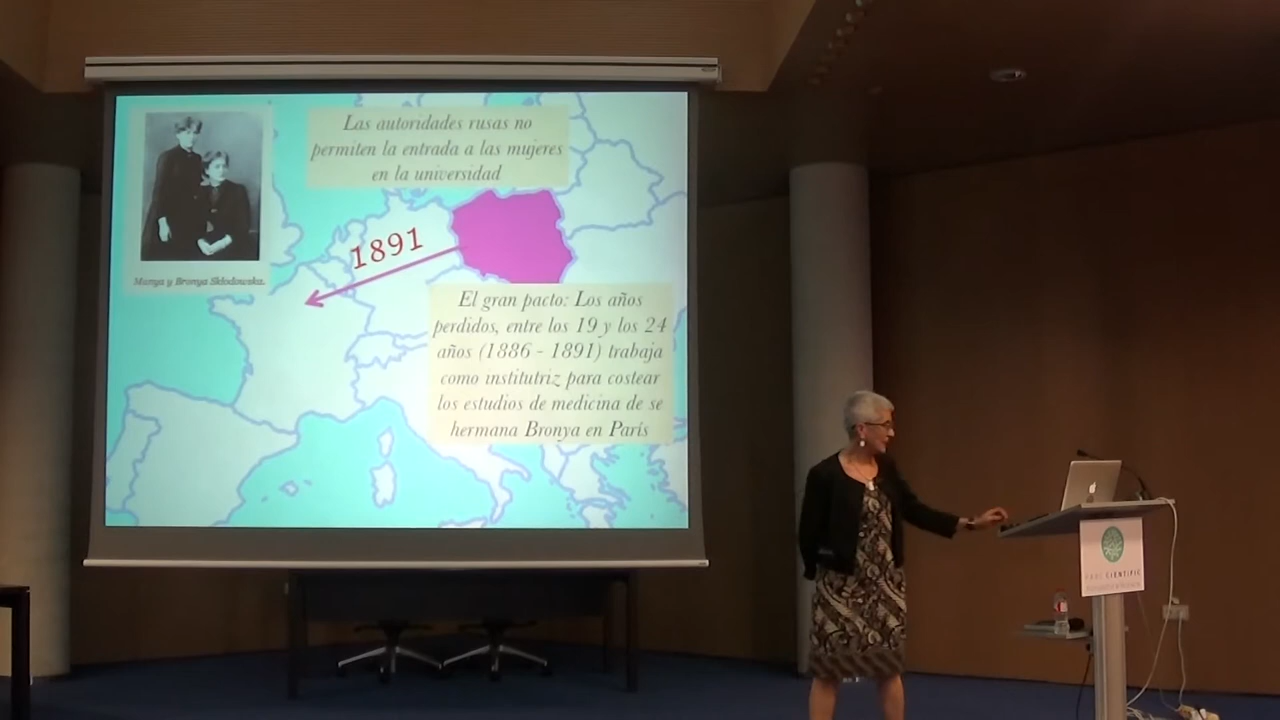 Las autoridades rusas no
permiten la entrada a las mujeres
en la universidad
1891
Manya y Bronya Skłodowska.
El gran pacto: Los años
perdidos, entre los 19 y los 24
años (1886 - 1891) trabaja
como institutriz para costear
los estudios de medicina de se
hermana Bronya en París
PARC CIENTÍFIC